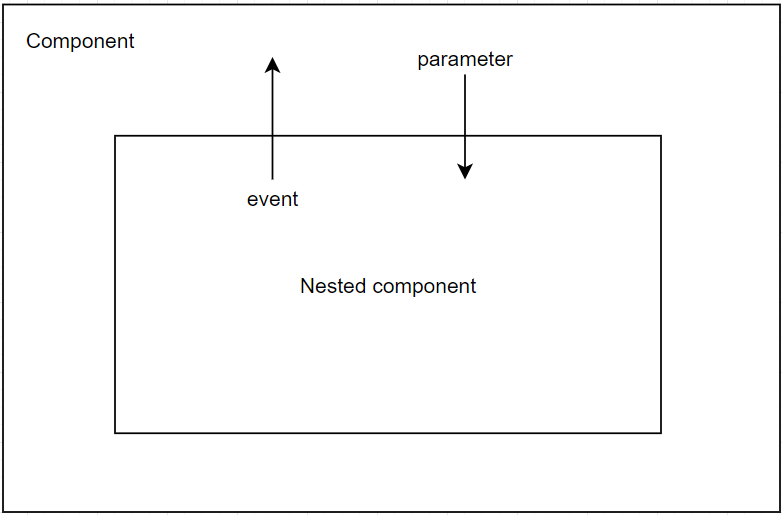 Component
parameter
event
Nested component